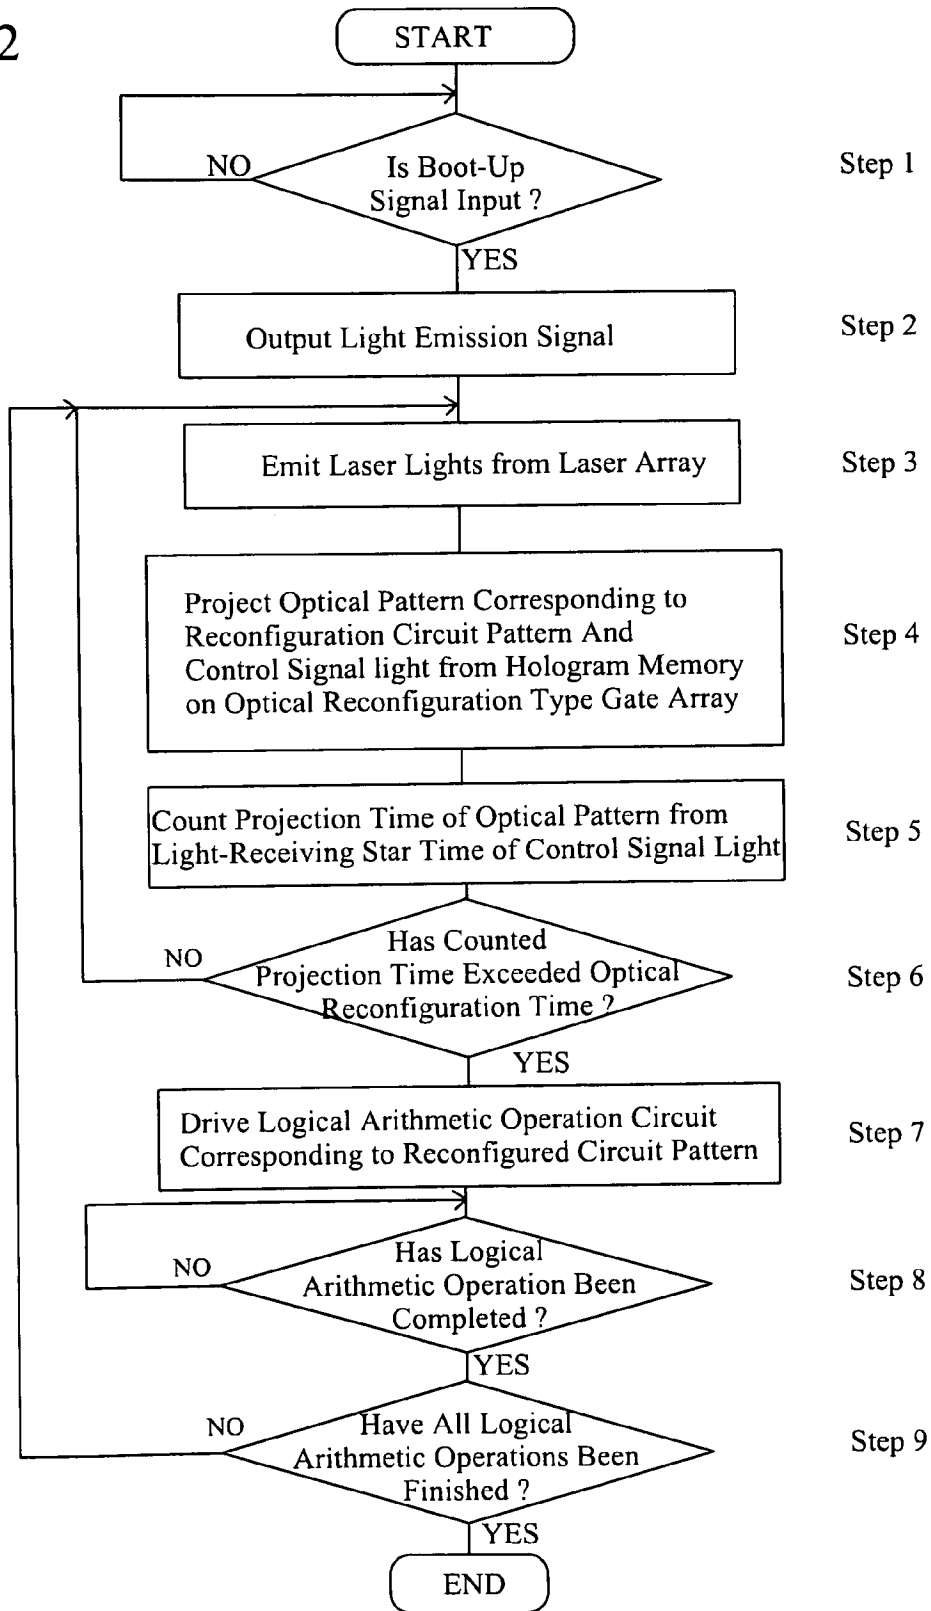 2
START
NO
Is Boot-Up
Signal Input ?
Step 1
YES
Output Light Emission Signal
Step 2
Emit Laser Lights from Laser Array
Step 3
Project Optical Pattern Corresponding to
Reconfiguration Circuit Pattern And
Control Signal light from Hologram Memory
on Optical Reconfiguration Type Gate Array
Step 4
Count Projection Time of Optical Pattern from
Light-Receiving Star Time of Control Signal Light
Step 5
NO
Has Counted
Projection Time Exceeded Optical
Reconfiguration Time ?
Step 6
YES
Drive Logical Arithmetic Operation Circuit
Corresponding to Reconfigured Circuit Pattern
Step 7
NO
Has Logical
Arithmetic Operation Been
Completed ?
Step 8
YES
NO
Have All Logical
Arithmetic Operations Been
Finished ?
Step 9
YES
END